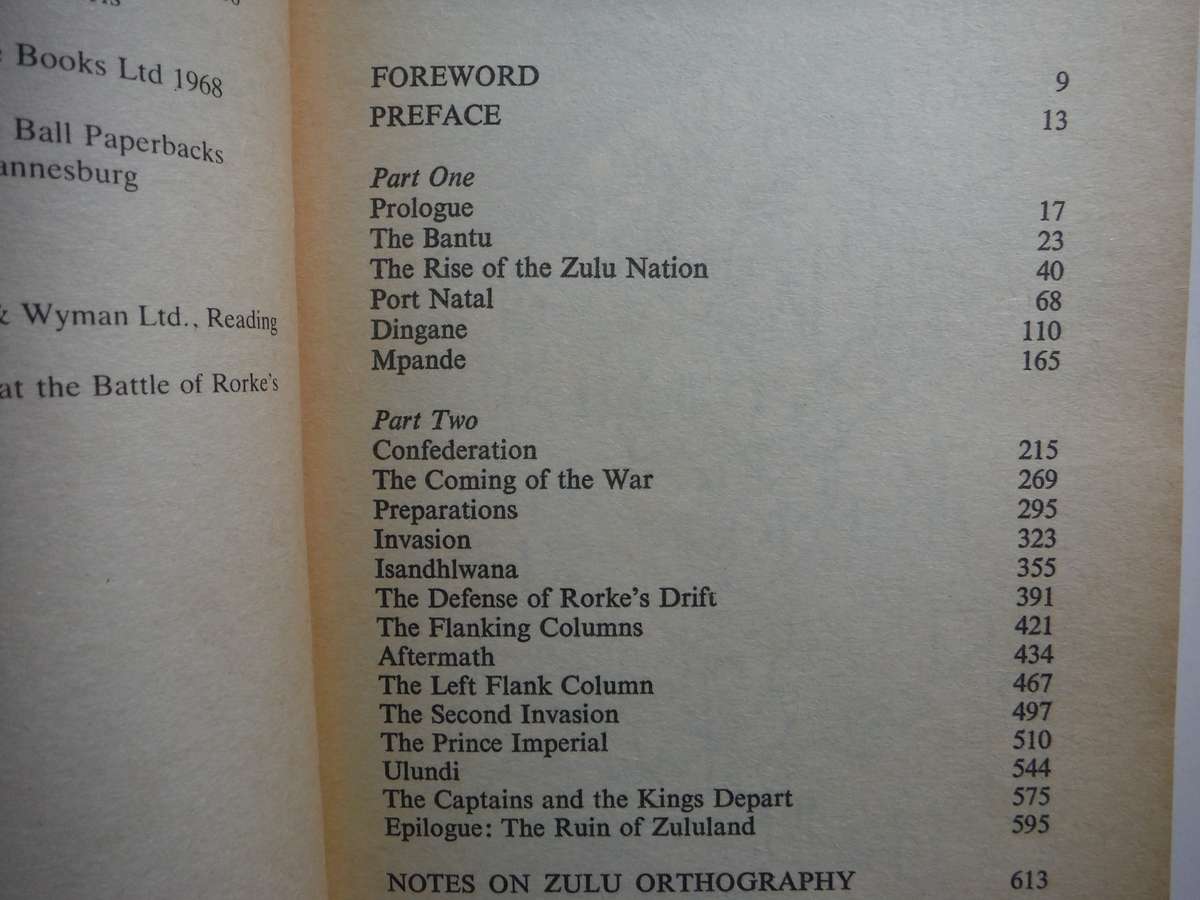 Books Ltd 1968
Ball Paperbacks
annesburg
& Wyman Ltd., Reading
at the Battle of Rorke's
FOREWORD 9
PREFACE 13
Part One
Prologue 17
The Bantu 23
The Rise of the Zulu Nation 40
Port Natal 68
Dingane 110
Mpande 165
Part Two
Confederation 215
The Coming of the War 269
Preparations 295
Invasion 323
Isandhlwana 355
The Defense of Rorke's Drift 391
The Flanking Columns 421
Aftermath 434
The Left Flank Column 467
The Second Invasion 497
The Prince Imperial 510
Ulundi 544
The Captains and the Kings Depart 575
Epilogue: The Ruin of Zululand 595
NOTES ON ZULU ORTHOGRAPHY 613